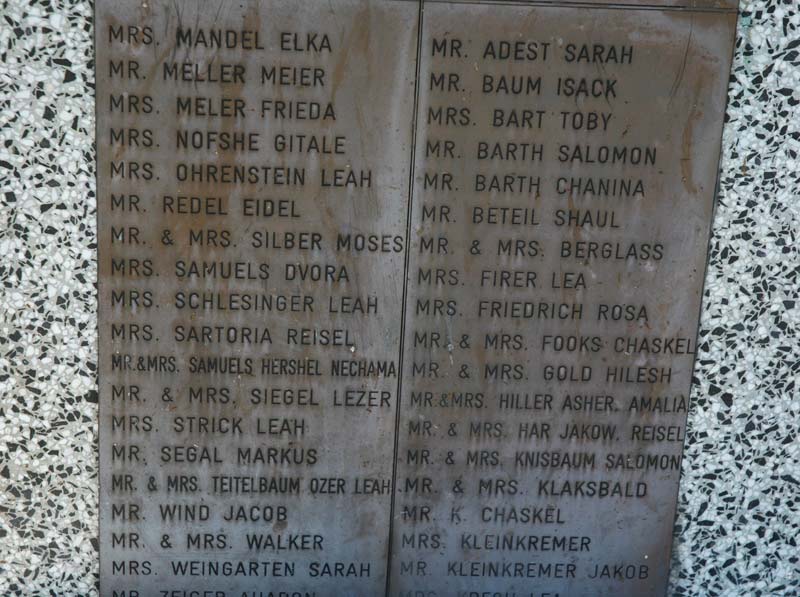 MRS. MANDEL ELKA
MR. MELLER MEIER
MRS. MELER FRIEDA
MRS. NOFSHE GITALE
MRS. OHRENSTEIN LEAH
MR. REDEL EIDEL
MR. & MRS. SILBER MOSES
MRS. SAMUELS DVORA
MRS. SCHLESINGER LEAH
MRS. SARTORIA REISEL
MR.&MRS. SAMUELS HERSHEL NECHAMA
MR. & MRS. SIEGEL LEZER
MRS. STRICK LEAH
MR. SEGAL MARKUS
MR. & MRS. TEITELBAUM OZER LEAH
MR. WIND JACOB
MR. & MRS. WALKER
MRS. WEINGARTEN SARAH
MR. ZEIGER AHARON
MR. ADEST SARAH
MR. BAUM ISACK
MRS. BART TOBY
MR. BARTH SALOMON
MR. BARTH CHANINA
MR. BETEIL SHAUL
MR. & MRS. BERGLASS
MRS. FIRER LEA
MRS. FRIEDRICH ROSA
MR. & MRS. FOOKS CHASKEL
MR. & MRS. GOLD HILESH
MR.&MRS. HILLER ASHER, AMALIA
MR. & MRS. HAR JAKOW, REISEL
MR. & MRS. KNISBAUM SALOMON
MR. & MRS. KLAKSBALD
MR. K. CHASKEL
MRS. KLEINKREMER
MR. KLEINKREMER JAKOB
MRS. KRECH LEA